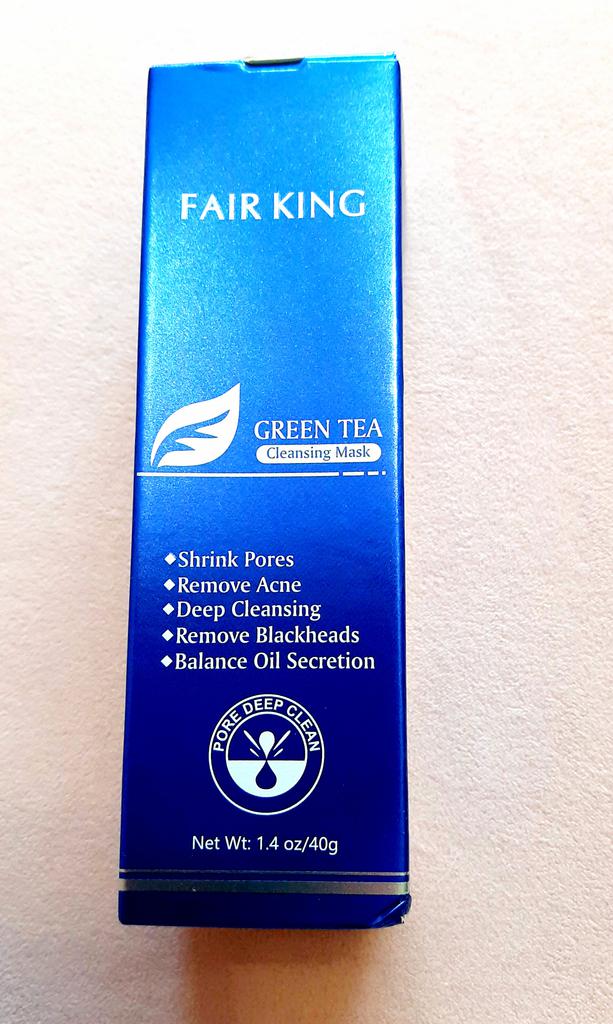 FAIR KING
GREEN TEA
Cleansing Mask
◆Shrink Pores
◆Remove Acne
◆Deep Cleansing
◆Remove Blackheads
◆Balance Oil Secretion
PORE DEEP CLEAN
Net Wt: 1.4 oz/40g